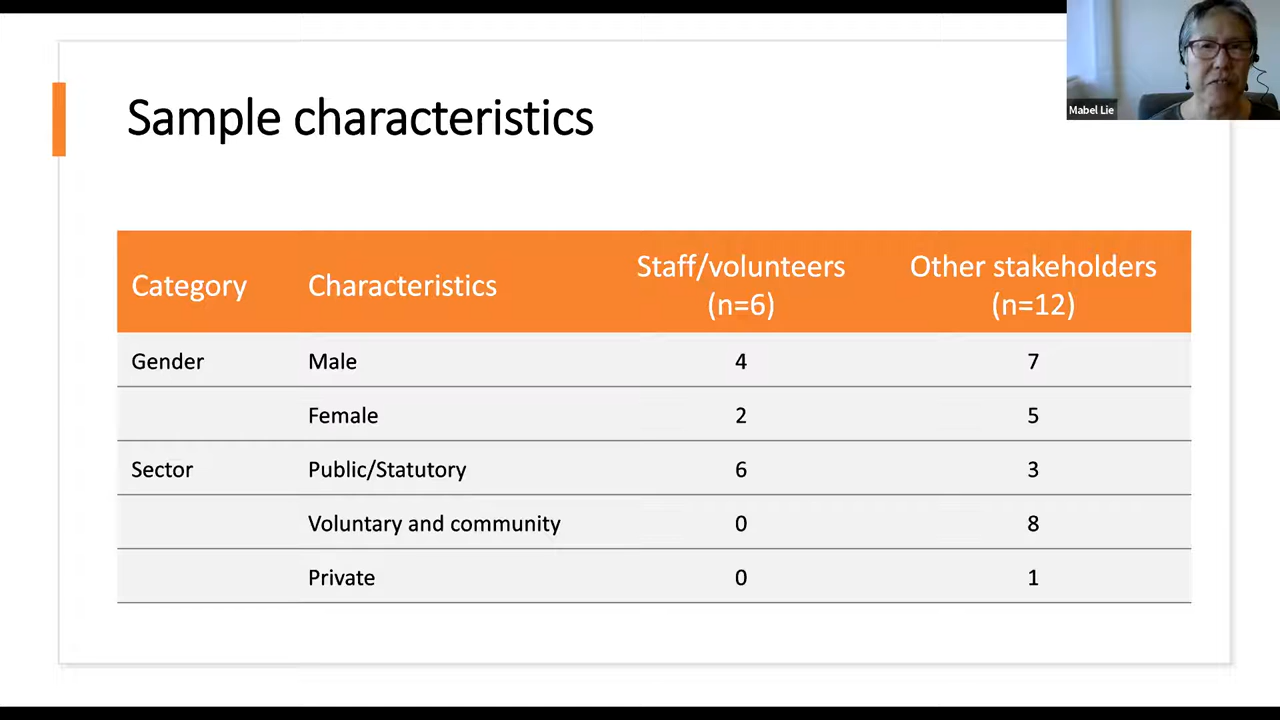 Mabel Lie
Sample characteristics
Category Characteristics Staff/volunteers (n=6) Other stakeholders (n=12)
Gender Male 4 7
Female 2 5
Sector Public/Statutory 6 3
Voluntary and community 0 8
Private 0 1